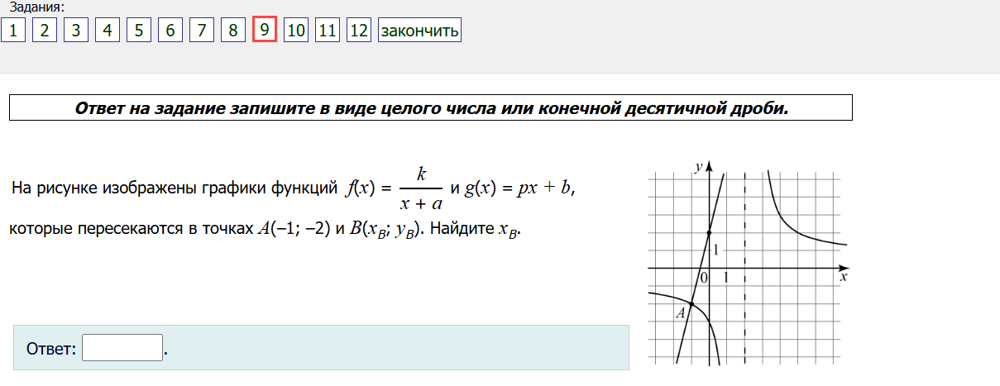 Задания:
1 2 3 4 5 6 7 8 9 10 11 12 закончить
Ответ на задание запишите в виде целого числа или конечной десятичной дроби.
На рисунке изображены графики функций f(x) = k / (x + a) и g(x) = px + b,
которые пересекаются в точках A(–1; –2) и B(x_B; y_B). Найдите x_B.
y
1
0 1 x
A
Ответ: .